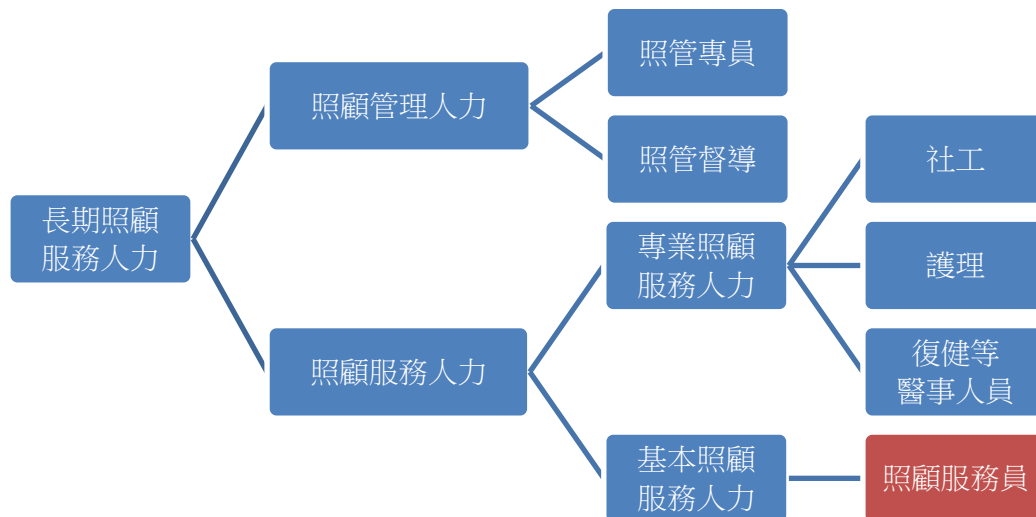 長期照顧
服務人力
照顧管理人力
照管專員
照管督導
照顧服務人力
專業照顧
服務人力
社工
護理
復健等
醫事人員
基本照顧
服務人力
照顧服務員